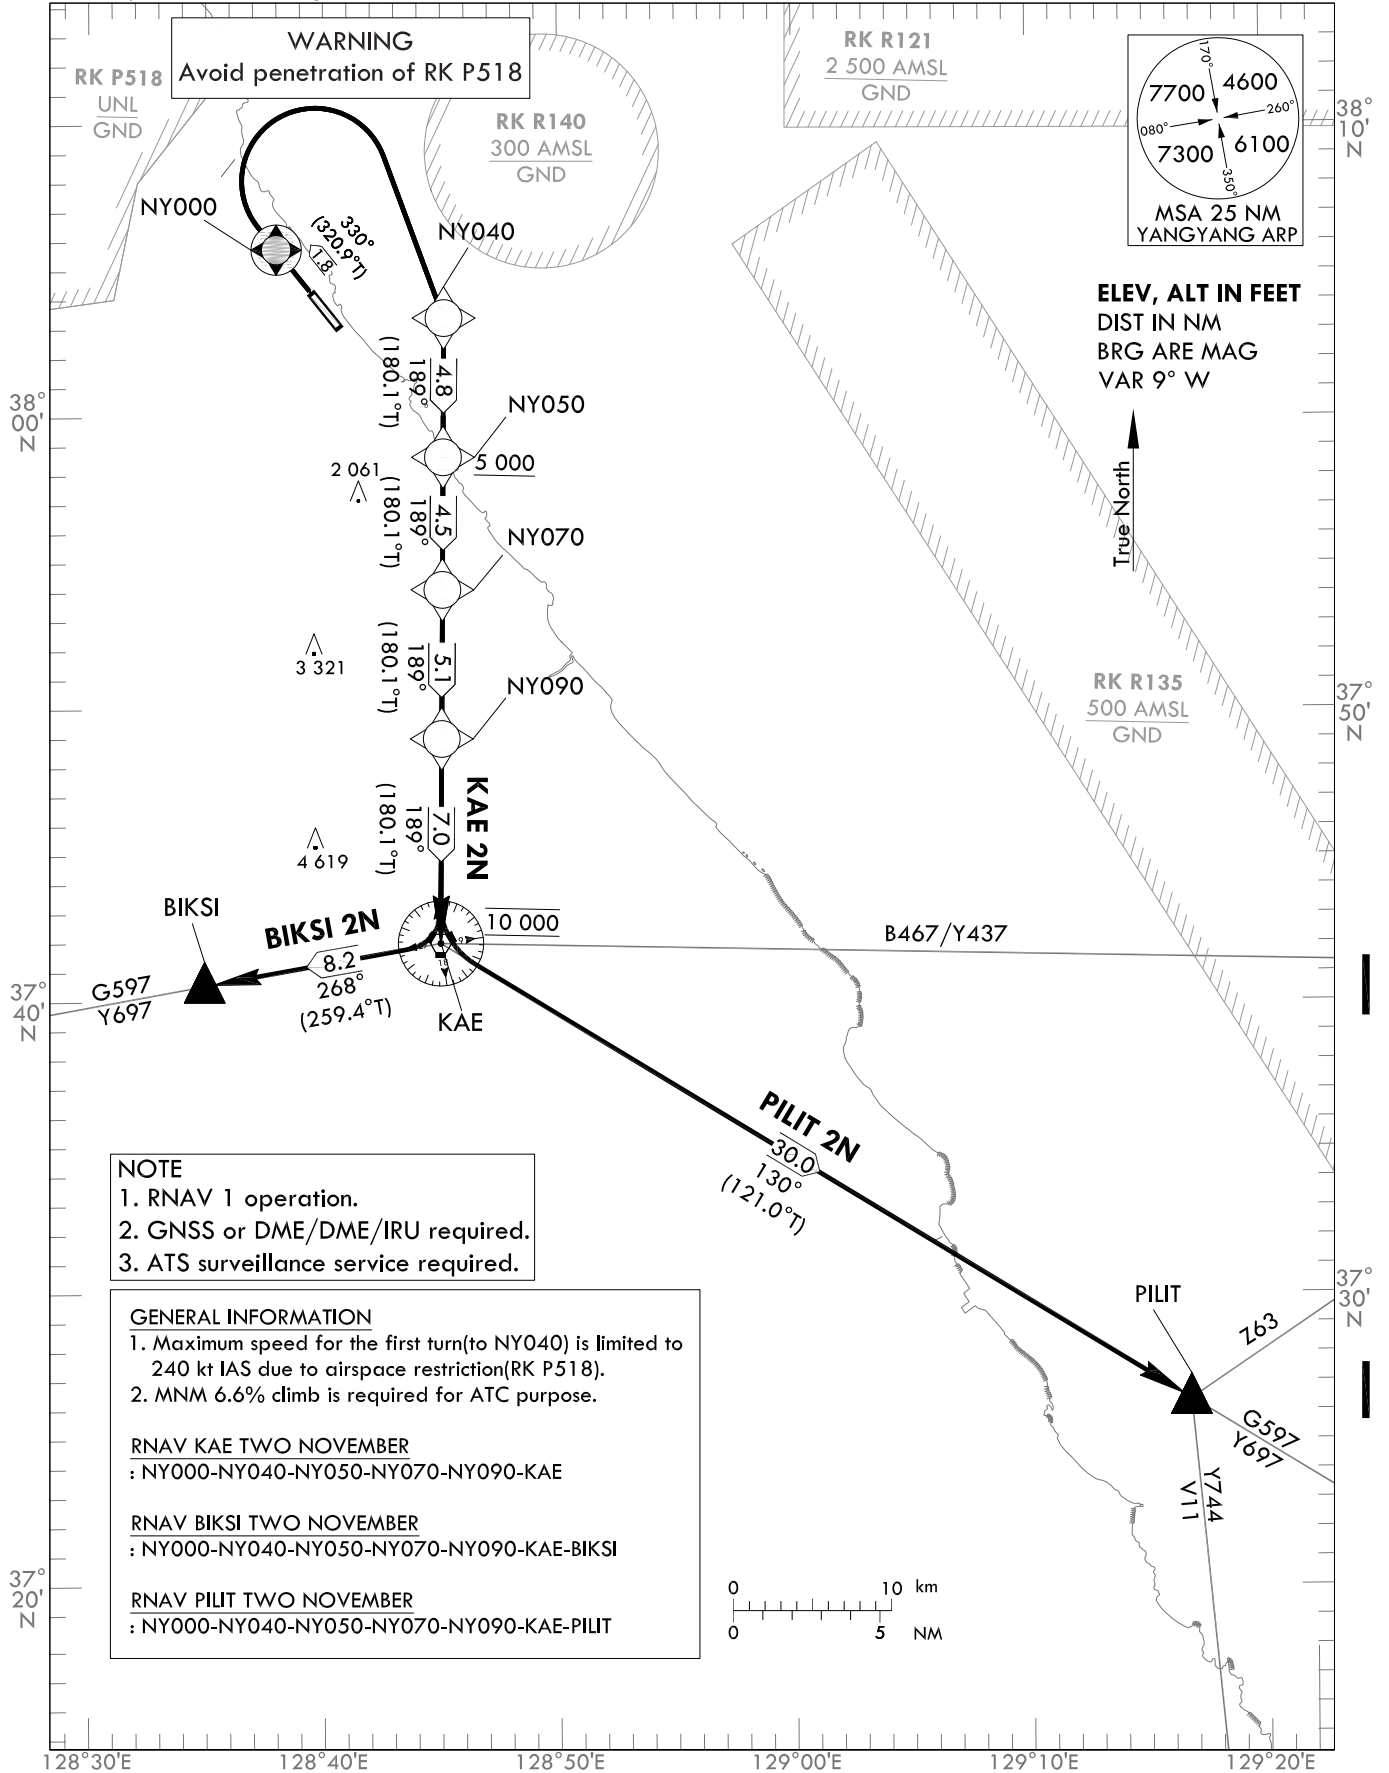 WARNING
Avoid penetration of RK P518
RK P518
UNL
GND
RK R140
300 AMSL
GND
RK R121
2 500 AMSL
GND
170°
7700
4600
260°
080°
7300
6100
350°
MSA 25 NM
YANGYANG ARP
38°
10'
N
NY000
330°
(320.9°T)
1.8
NY040
ELEV, ALT IN FEET
DIST IN NM
BRG ARE MAG
VAR 9° W
True North
4.8
189°
(180.1°T)
38°
00'
N
NY050
5 000
2 061
4.5
189°
(180.1°T)
NY070
3 321
5.1
189°
(180.1°T)
NY090
RK R135
500 AMSL
GND
37°
50'
N
KAE 2N
7.0
189°
(180.1°T)
4 619
BIKSI
BIKSI 2N
10 000
B467/Y437
8.2
268°
(259.4°T)
G597
Y697
37°
40'
N
KAE
18
PILIT 2N
30.0
130°
(121.0°T)
NOTE
1. RNAV 1 operation.
2. GNSS or DME/DME/IRU required.
3. ATS surveillance service required.
PILIT
37°
30'
N
Z63
G597
Y697
Y744
V11
GENERAL INFORMATION
1. Maximum speed for the first turn(to NY040) is limited to
240 kt IAS due to airspace restriction(RK P518).
2. MNM 6.6% climb is required for ATC purpose.
RNAV KAE TWO NOVEMBER
: NY000-NY040-NY050-NY070-NY090-KAE
RNAV BIKSI TWO NOVEMBER
: NY000-NY040-NY050-NY070-NY090-KAE-BIKSI
RNAV PILIT TWO NOVEMBER
: NY000-NY040-NY050-NY070-NY090-KAE-PILIT
37°
20'
N
0 10 km
0 5 NM
128°30'E 128°40'E 128°50'E 129°00'E 129°10'E 129°20'E